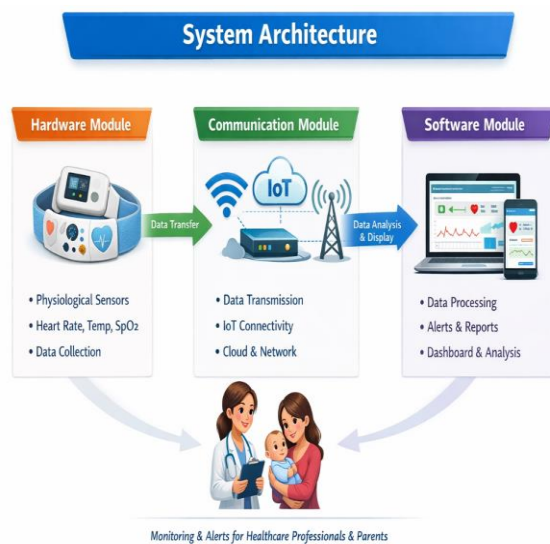 System Architecture
Hardware Module
Communication Module
Software Module
IoT
Data Transfer
Data Analysis
& Display
• Physiological Sensors
• Heart Rate, Temp, SpO₂
• Data Collection
• Data Transmission
• IoT Connectivity
• Cloud & Network
• Data Processing
• Alerts & Reports
• Dashboard & Analysis
Monitoring & Alerts for Healthcare Professionals & Parents